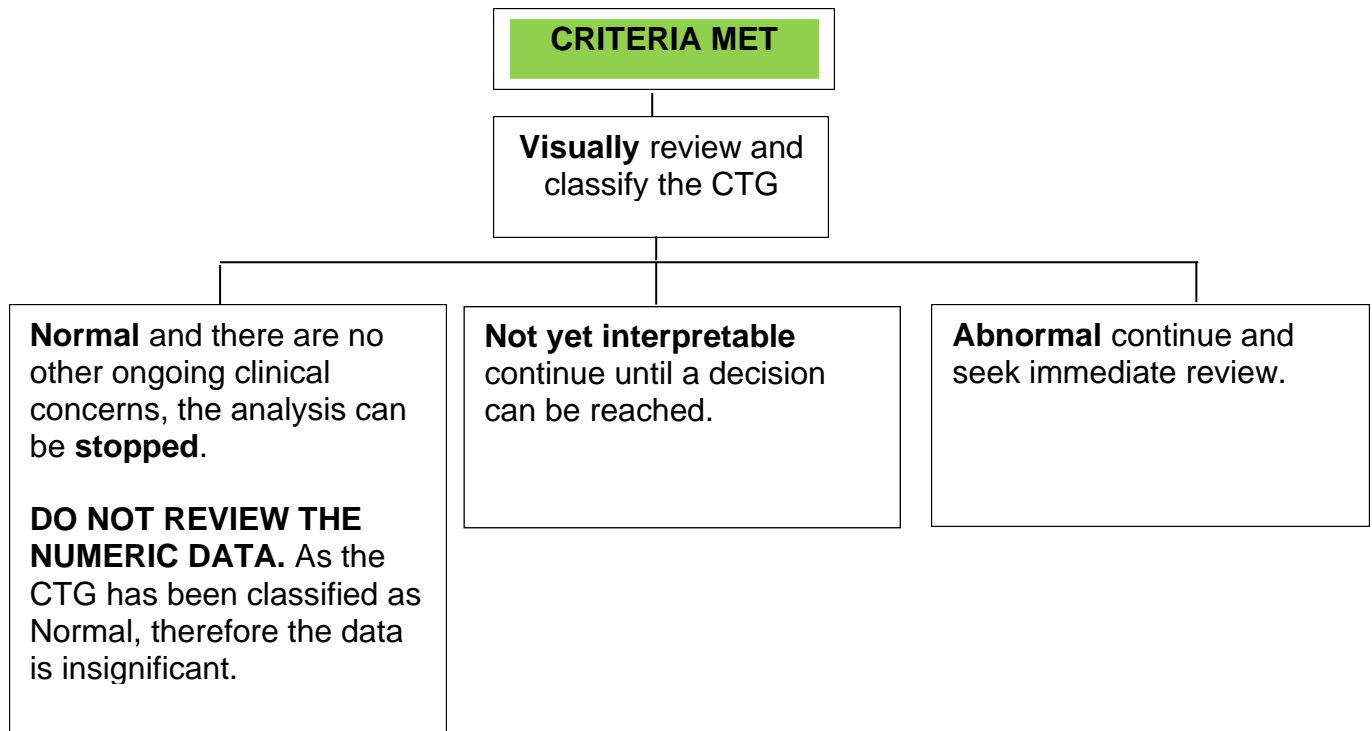 CRITERIA MET
Visually review and
classify the CTG
Normal and there are no
other ongoing clinical
concerns, the analysis can
be stopped.
DO NOT REVIEW THE
NUMERIC DATA. As the
CTG has been classified as
Normal, therefore the data
is insignificant.
Not yet interpretable
continue until a decision
can be reached.
Abnormal continue and
seek immediate review.